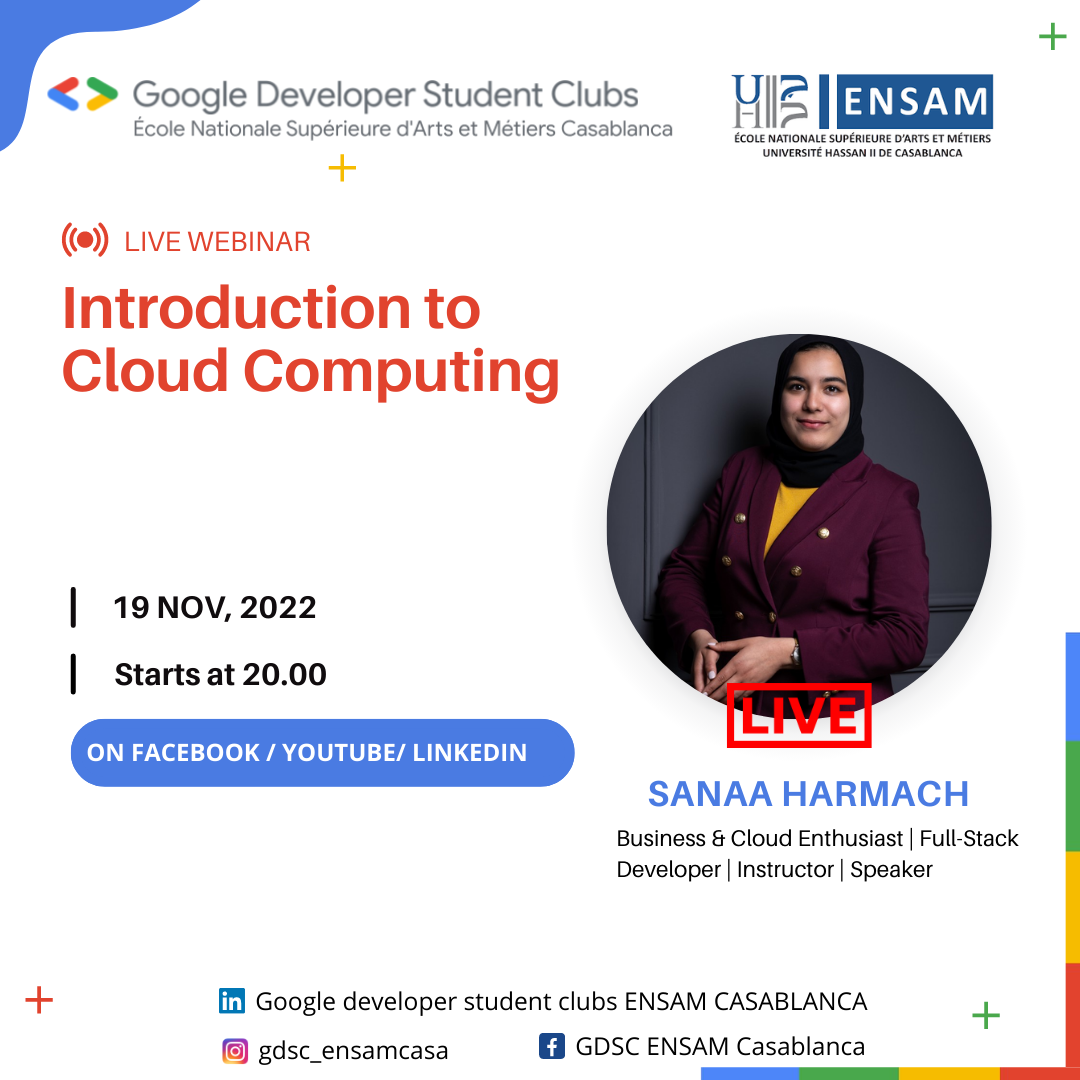 Google Developer Student Clubs
École Nationale Supérieure d'Arts et Métiers Casablanca
UH
ENSAM
ÉCOLE NATIONALE SUPÉRIEURE D'ARTS ET MÉTIERS
UNIVERSITÉ HASSAN II DE CASABLANCA
LIVE WEBINAR
Introduction to
Cloud Computing
19 NOV, 2022
Starts at 20.00
ON FACEBOOK / YOUTUBE/ LINKEDIN
LIVE
SANAA HARMACH
Business & Cloud Enthusiast | Full-Stack
Developer | Instructor | Speaker
in Google developer student clubs ENSAM CASABLANCA
gdsc_ensamcasa
f GDSC ENSAM Casablanca